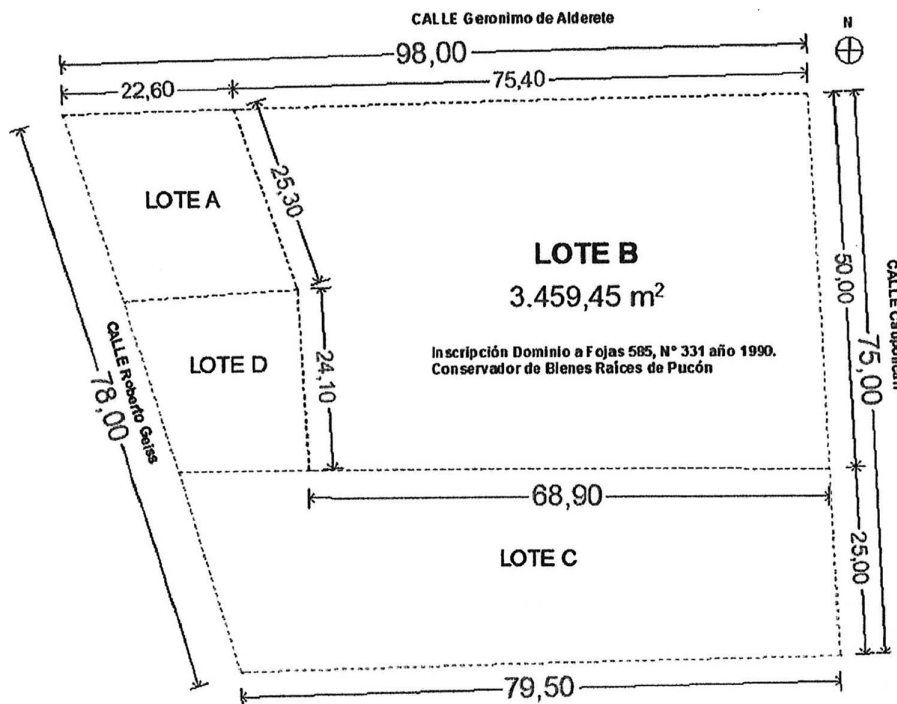 CALLE Geronimo de Alderete
N
98,00
22,60
75,40
LOTE A
25,30
LOTE B
3.459,45 m²
50,00
CALLE Caupolican
75,00
Inscripción Dominio a Fojas 585, N° 331 año 1990.
Conservador de Bienes Raíces de Pucón
CALLE Roberto Geiss
78,00
LOTE D
24,10
68,90
LOTE C
25,00
79,50